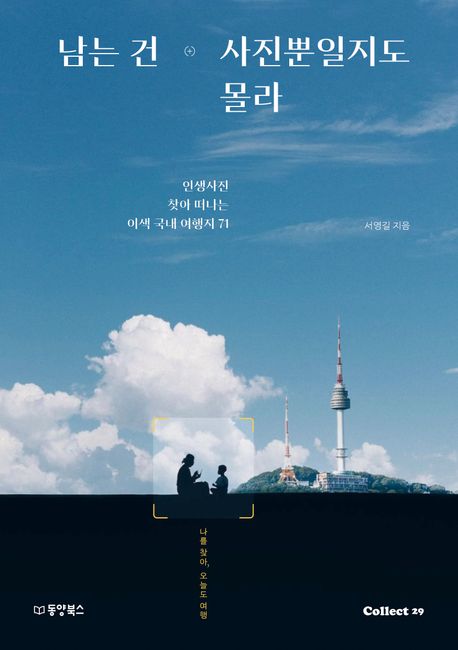 남는 건 (+) 사진뿐일지도
몰라
인생사진
찾아 떠나는
이색 국내 여행지 71
서영길 지음
나를 찾아, 오늘도 여행
동양북스
Collect 29